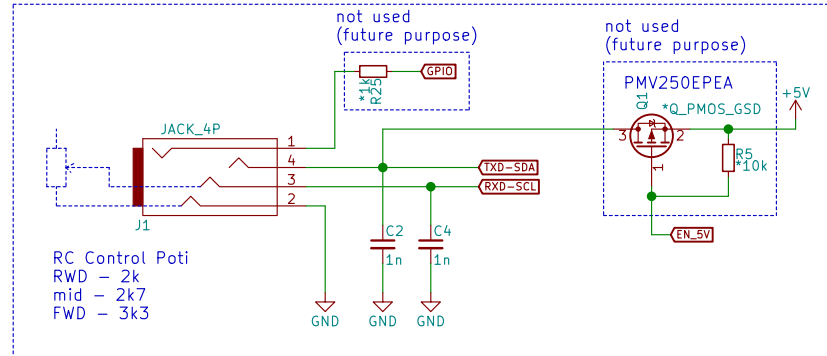 not used
(future purpose)
not used
(future purpose)
GPIO
*1k
R25
PMV250EPEA
+5V
Q1
*Q_PMOS_GSD
JACK_4P
1
4
3
2
3
2
1
TXD-SDA
RXD-SCL
R5
*10k
J1
C2
1n
C4
1n
EN_5V
RC Control Poti
RWD - 2k
mid - 2k7
FWD - 3k3
GND
GND
GND